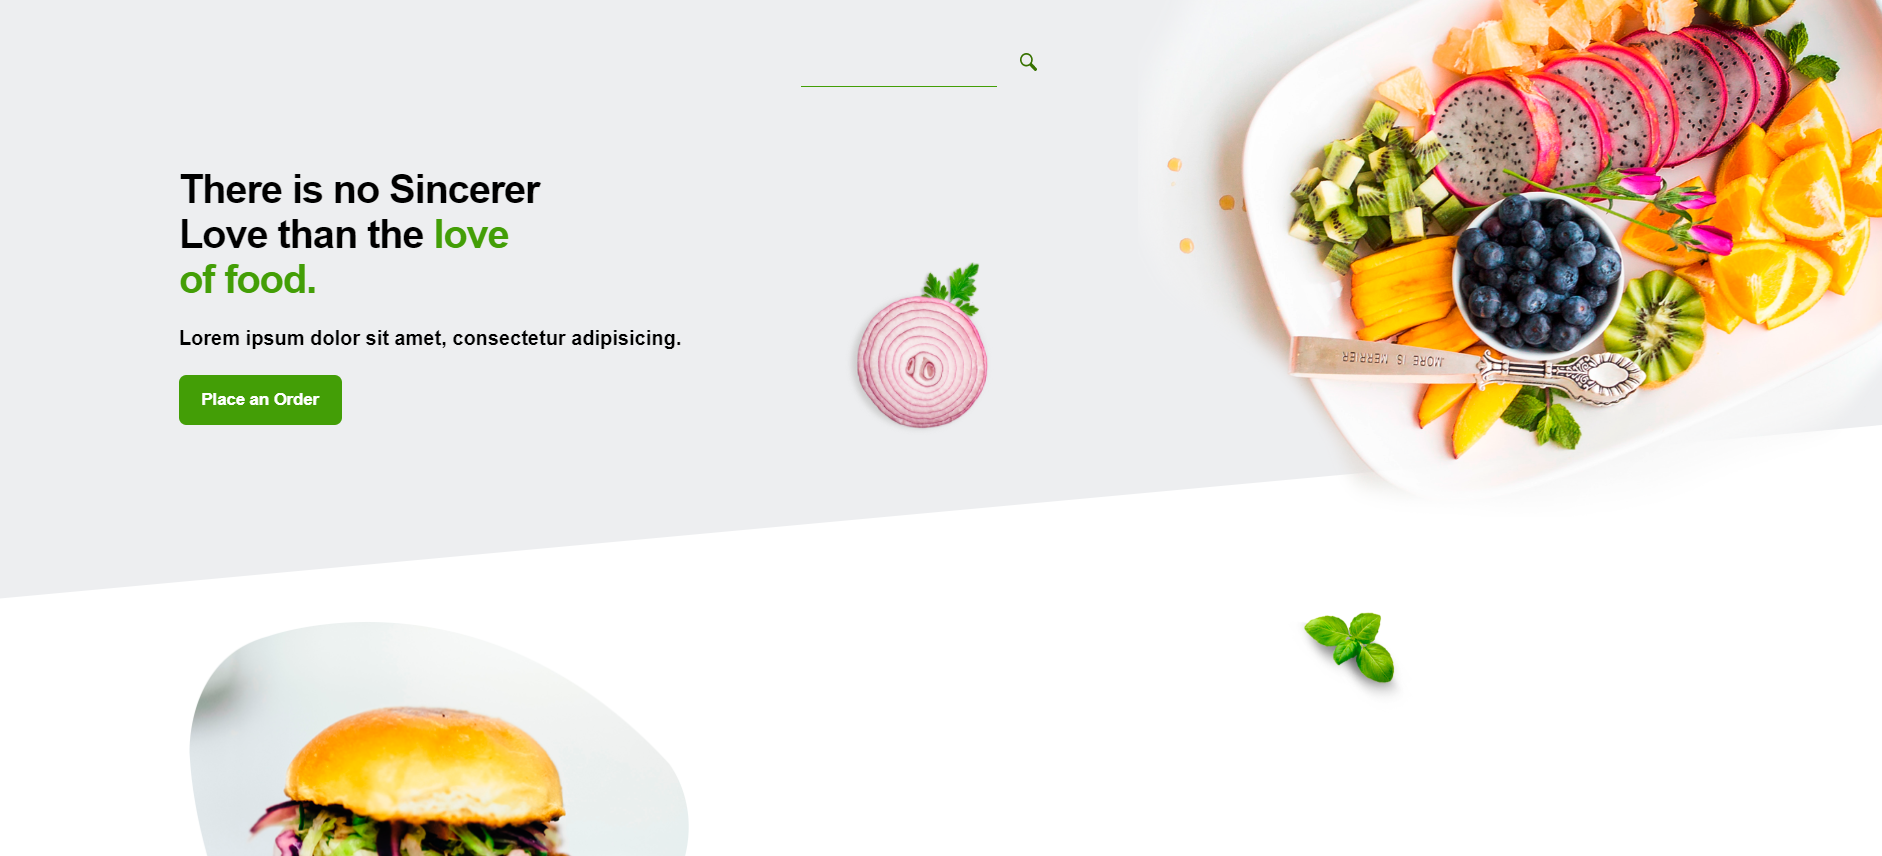 There is no Sincerer
Love than the love
of food.
Lorem ipsum dolor sit amet, consectetur adipisicing.
Place an Order
MORE IS MERRIER